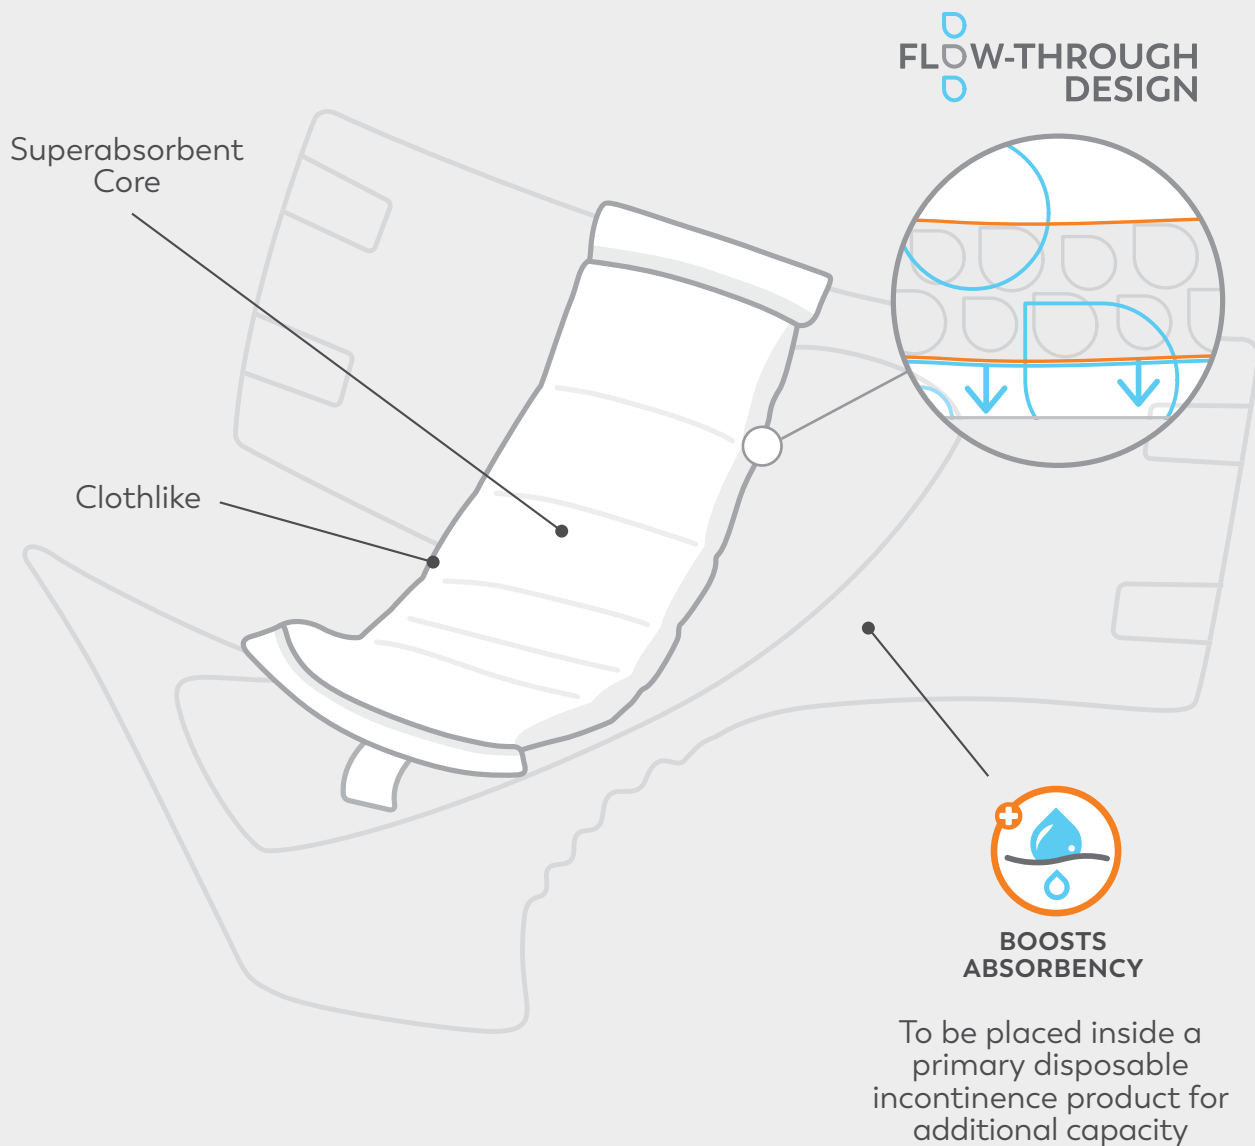 FLOW-THROUGH
DESIGN
Superabsorbent
Core
Clothlike
BOOSTS
ABSORBENCY
To be placed inside a
primary disposable
incontinence product for
additional capacity